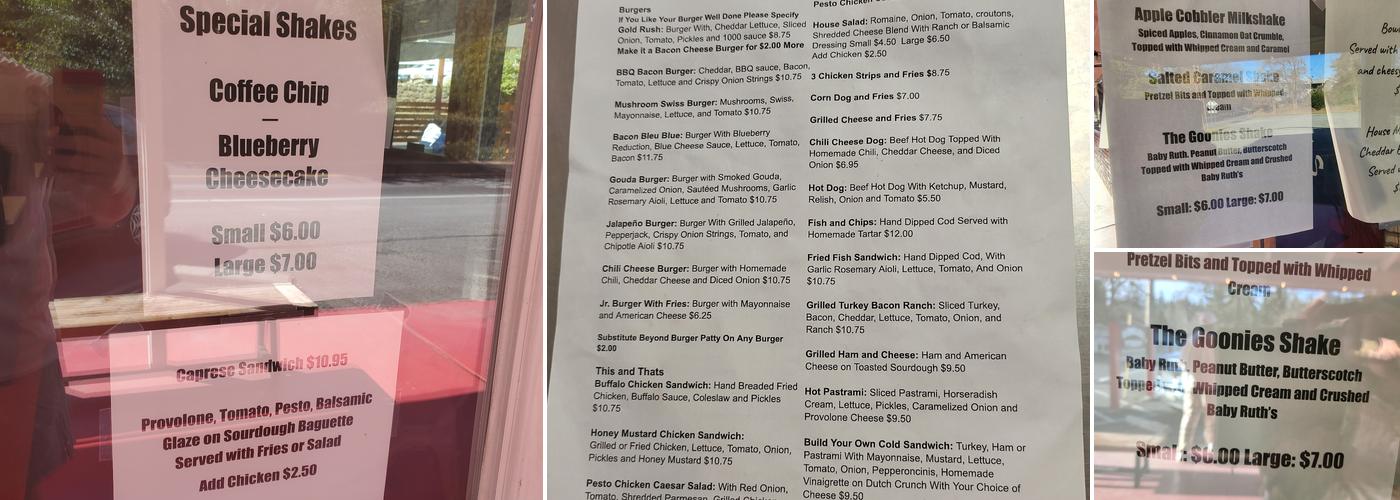 Special Shakes
Coffee Chip
—
Blueberry
Cheesecake
Small $6.00
Large $7.00
Caprese Sandwich $10.95
Provolone, Tomato, Pesto, Balsamic
Glaze on Sourdough Baguette
Served with Fries or Salad
Add Chicken $2.50
Burgers
If You Like Your Burger Well Done Please Specify
Gold Rush: Burger With, Cheddar Lettuce, Sliced
Onion, Tomato, Pickles and 1000 sauce $8.75
Make it a Bacon Cheese Burger for $2.00 More
BBQ Bacon Burger: Cheddar, BBQ sauce, Bacon,
Tomato, Lettuce and Crispy Onion Strings $10.75
Mushroom Swiss Burger: Mushrooms, Swiss,
Mayonnaise, Lettuce, and Tomato $10.75
Bacon Bleu Blue: Burger With Blueberry
Reduction, Blue Cheese Sauce, Lettuce, Tomato,
Bacon $11.75
Gouda Burger: Burger with Smoked Gouda,
Caramelized Onion, Sautéed Mushrooms, Garlic
Rosemary Aioli, Lettuce and Tomato $10.75
Jalapeño Burger: Burger With Grilled Jalapeño,
Pepperjack, Crispy Onion Strings, Tomato, and
Chipotle Aioli $10.75
Chili Cheese Burger: Burger with Homemade
Chili, Cheddar Cheese and Diced Onion $10.75
Jr. Burger With Fries: Burger with Mayonnaise
and American Cheese $6.25
Substitute Beyond Burger Patty On Any Burger
$2.00
This and Thats
Buffalo Chicken Sandwich: Hand Breaded Fried
Chicken, Buffalo Sauce, Coleslaw and Pickles
$10.75
Honey Mustard Chicken Sandwich:
Grilled or Fried Chicken, Lettuce, Tomato, Onion,
Pickles and Honey Mustard $10.75
Pesto Chicken Caesar Salad: With Red Onion,
Tomato, Shredded Parmesan, Grilled Chicken
Pesto Chicken
House Salad: Romaine, Onion, Tomato, croutons,
Shredded Cheese Blend With Ranch or Balsamic
Dressing Small $4.50 Large $6.50
Add Chicken $2.50
3 Chicken Strips and Fries $8.75
Corn Dog and Fries $7.00
Grilled Cheese and Fries $7.75
Chili Cheese Dog: Beef Hot Dog Topped With
Homemade Chili, Cheddar Cheese, and Diced
Onion $6.95
Hot Dog: Beef Hot Dog With Ketchup, Mustard,
Relish, Onion and Tomato $5.50
Fish and Chips: Hand Dipped Cod Served with
Homemade Tartar $12.00
Fried Fish Sandwich: Hand Dipped Cod, With
Garlic Rosemary Aioli, Lettuce, Tomato, And Onion
$10.75
Grilled Turkey Bacon Ranch: Sliced Turkey,
Bacon, Cheddar, Lettuce, Tomato, Onion, and
Ranch $10.75
Grilled Ham and Cheese: Ham and American
Cheese on Toasted Sourdough $9.50
Hot Pastrami: Sliced Pastrami, Horseradish
Cream, Lettuce, Pickles, Caramelized Onion and
Provolone Cheese $9.50
Build Your Own Cold Sandwich: Turkey, Ham or
Pastrami With Mayonnaise, Mustard, Lettuce,
Tomato, Onion, Pepperoncinis, Homemade
Vinaigrette on Dutch Crunch With Your Choice of
Cheese $9.50
Apple Cobbler Milkshake
Spiced Apples, Cinnamon Oat Crumble,
Topped with Whipped Cream and Caramel
Salted Caramel Shake
Pretzel Bits and Topped with Whipped
Cream
The Goonies Shake
Baby Ruth, Peanut Butter, Butterscotch
Topped with Whipped Cream and Crushed
Baby Ruth's
Small: $6.00 Large: $7.00
Served with
and chees
House
Cheddar
Served
Pretzel Bits and Topped with Whipped
Cream
The Goonies Shake
Baby Ruth, Peanut Butter, Butterscotch
Topped with Whipped Cream and Crushed
Baby Ruth's
Small: $6.00 Large: $7.00